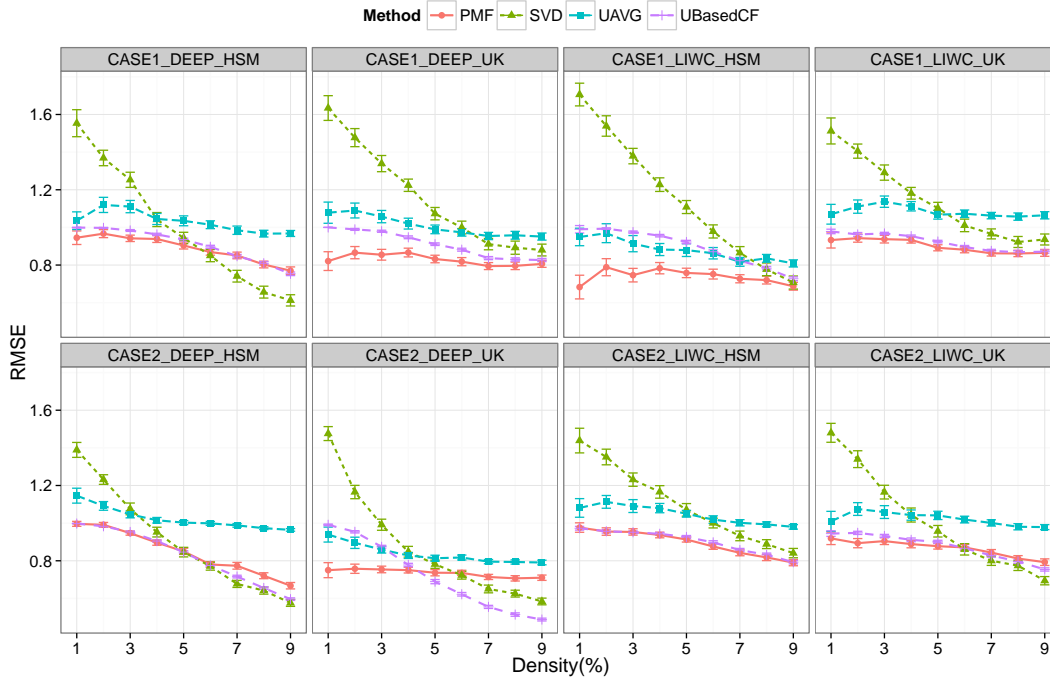 Method PMF SVD UAVG UBasedCF
CASE1_DEEP_HSM CASE1_DEEP_UK CASE1_LIWC_HSM CASE1_LIWC_UK
1.6
1.2
0.8
CASE2_DEEP_HSM CASE2_DEEP_UK CASE2_LIWC_HSM CASE2_LIWC_UK
1.6
1.2
0.8
RMSE
1 3 5 7 9 1 3 5 7 9 1 3 5 7 9 1 3 5 7 9
Density(%)